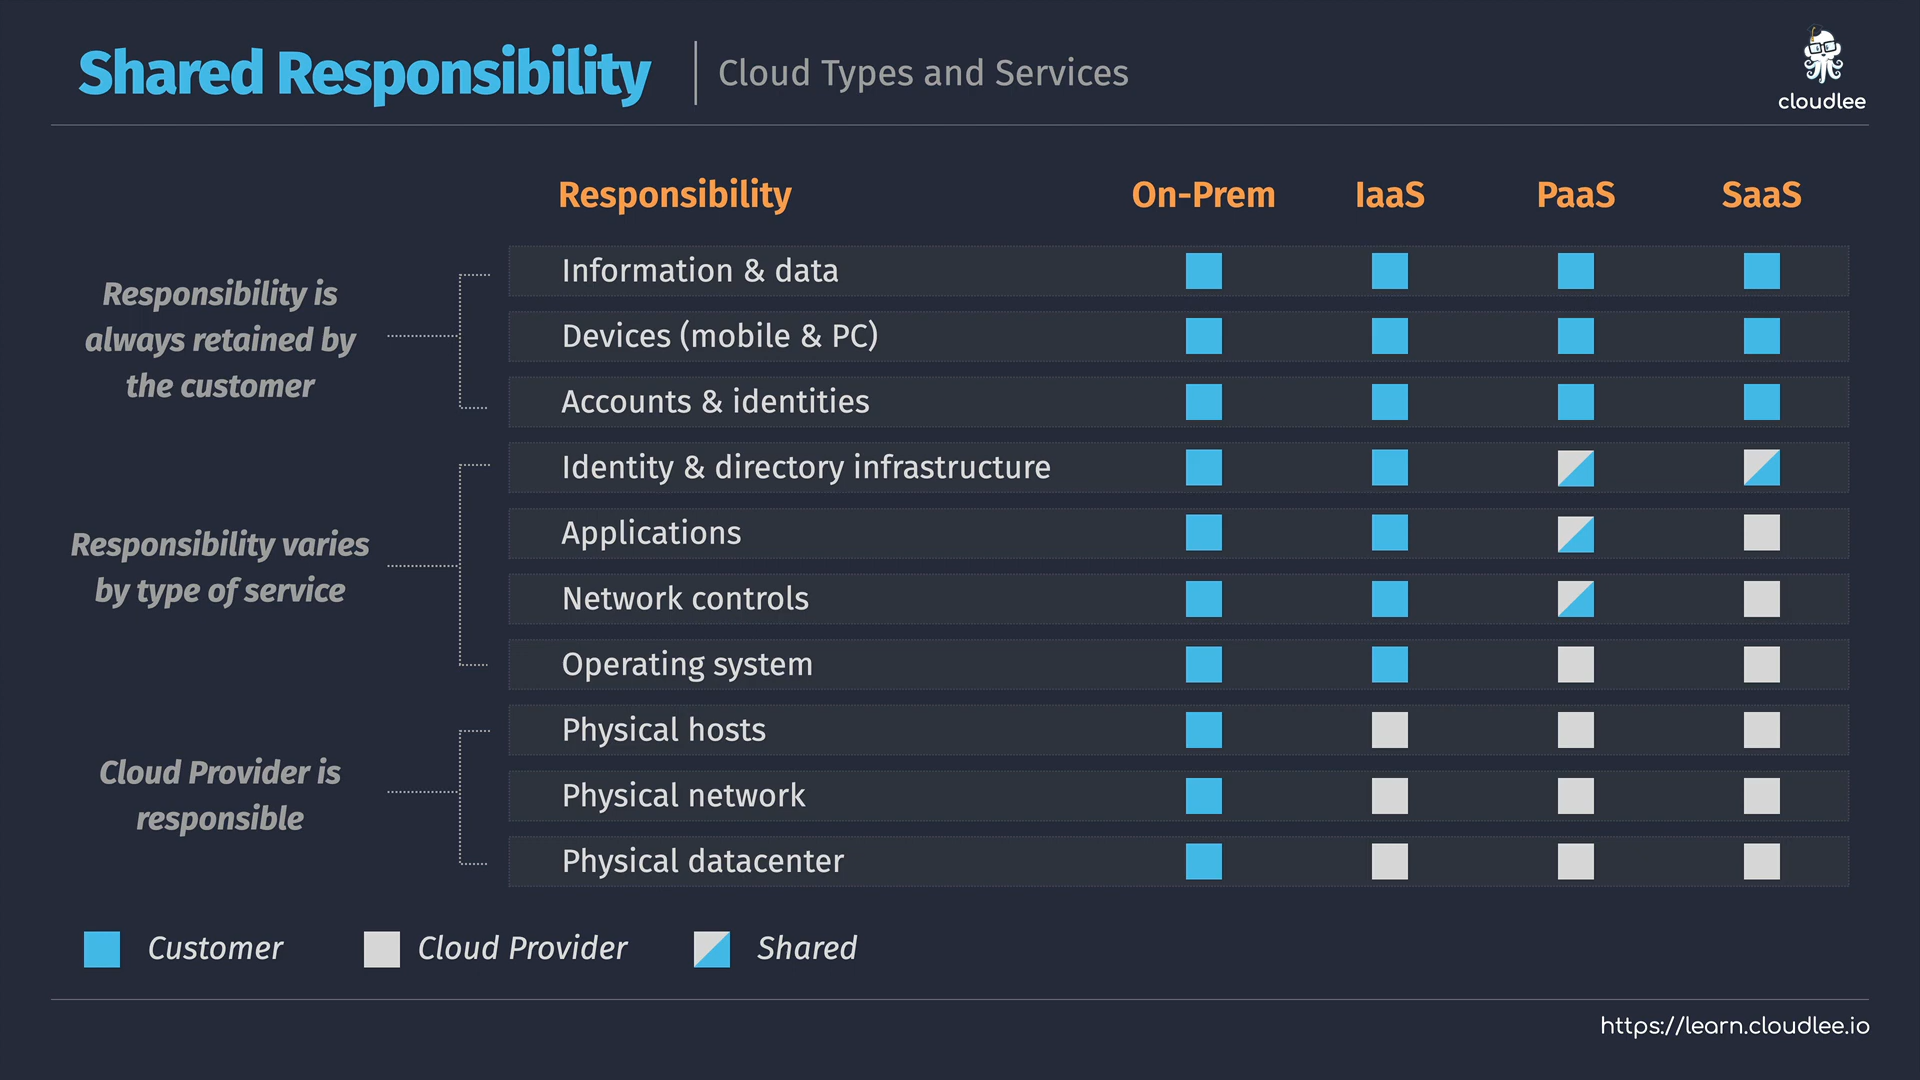 Shared Responsibility
Cloud Types and Services
cloudlee
Responsibility On-Prem IaaS PaaS SaaS
Responsibility is
always retained by
the customer
Information & data
Devices (mobile & PC)
Accounts & identities
Responsibility varies
by type of service
Identity & directory infrastructure
Applications
Network controls
Operating system
Cloud Provider is
responsible
Physical hosts
Physical network
Physical datacenter
Customer Cloud Provider Shared
https://learn.cloudlee.io